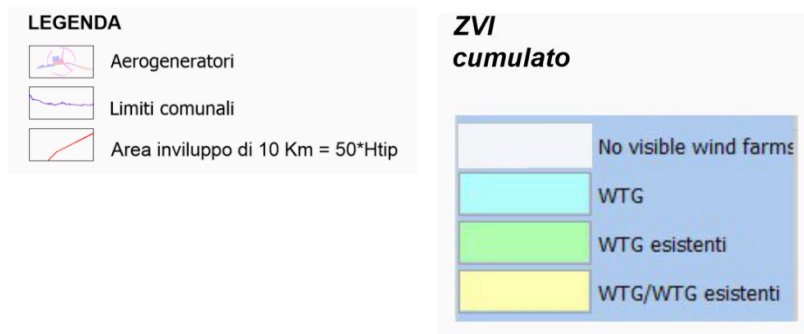 LEGENDA
Aerogeneratori
Limiti comunali
Area inviluppo di 10 Km = 50*Htip
ZVI
cumulato
No visible wind farms
WTG
WTG esistenti
WTG/WTG esistenti